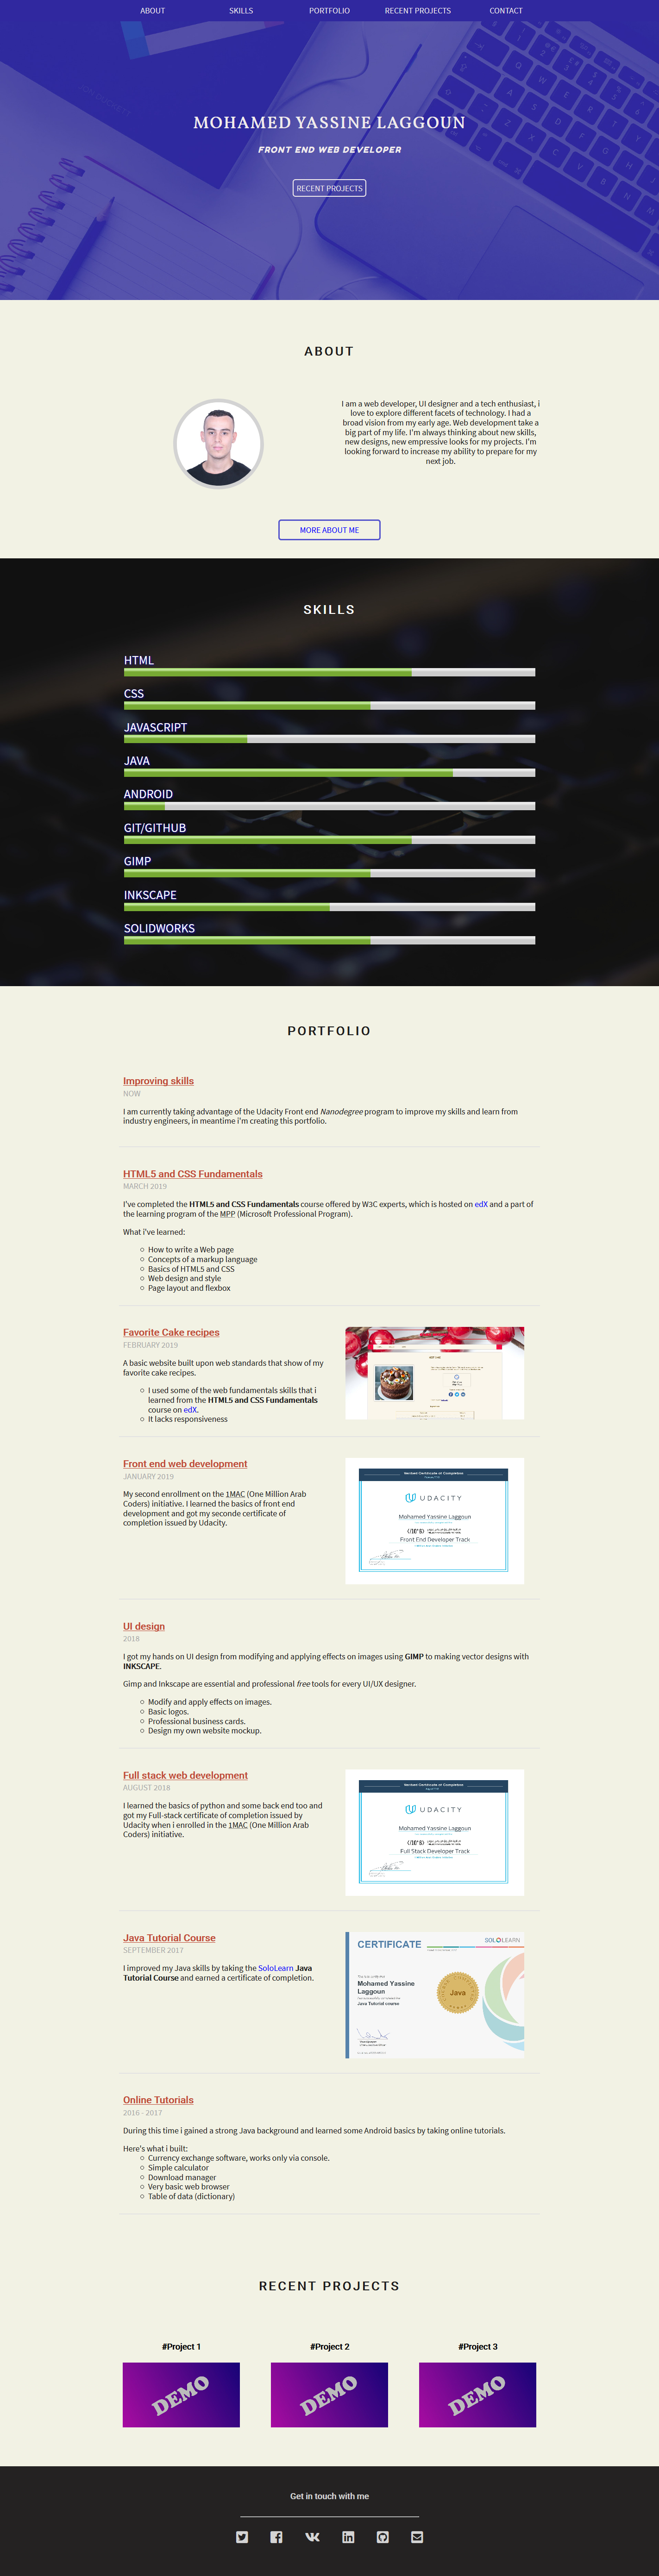 ABOUT SKILLS PORTFOLIO RECENT PROJECTS CONTACT
MOHAMED YASSINE LAGGOUN
FRONT END WEB DEVELOPER
RECENT PROJECTS
ABOUT
I am a web developer, UI designer and a tech enthusiast, i
love to explore different facets of technology. I had a
broad vision from my early age. Web development take a
big part of my life. I'm always thinking about new skills,
new designs, new empressive looks for my projects. I'm
looking forward to increase my ability to prepare for my
next job.
MORE ABOUT ME
SKILLS
HTML
CSS
JAVASCRIPT
JAVA
ANDROID
GIT/GITHUB
GIMP
INKSCAPE
SOLIDWORKS
PORTFOLIO
Improving skills
NOW
I am currently taking advantage of the Udacity Front end Nanodegree program to improve my skills and learn from
industry engineers, in meantime i'm creating this portfolio.
HTML5 and CSS Fundamentals
MARCH 2019
I've completed the HTML5 and CSS Fundamentals course offered by W3C experts, which is hosted on edX and a part of
the learning program of the MPP (Microsoft Professional Program).
What i've learned:
How to write a Web page
Concepts of a markup language
Basics of HTML5 and CSS
Web design and style
Page layout and flexbox
Favorite Cake recipes
FEBRUARY 2019
A basic website built upon web standards that show of my
favorite cake recipes.
I used some of the web fundamentals skills that i
learned from the HTML5 and CSS Fundamentals
course on edX.
It lacks responsiveness
Front end web development
JANUARY 2019
My second enrollment on the 1MAC (One Million Arab
Coders) initiative. I learned the basics of front end
development and got my seconde certificate of
completion issued by Udacity.
Verified Certificate of Completion
UDACITY
Mohamed Yassine Laggoun
Front End Developer Track
UI design
2018
I got my hands on UI design from modifying and applying effects on images using GIMP to making vector designs with
INKSCAPE.
Gimp and Inkscape are essential and professional free tools for every UI/UX designer.
Modify and apply effects on images.
Basic logos.
Professional business cards.
Design my own website mockup.
Full stack web development
AUGUST 2018
I learned the basics of python and some back end too and
got my Full-stack certificate of completion issued by
Udacity when i enrolled in the 1MAC (One Million Arab
Coders) initiative.
Verified Certificate of Completion
UDACITY
Mohamed Yassine Laggoun
Full Stack Developer Track
Java Tutorial Course
SEPTEMBER 2017
I improved my Java skills by taking the SoloLearn Java
Tutorial Course and earned a certificate of completion.
SOLOLEARN
CERTIFICATE
Mohamed Yassine
Laggoun
Java Tutorial course
Java
Online Tutorials
2016 - 2017
During this time i gained a strong Java background and learned some Android basics by taking online tutorials.
Here's what i built:
Currency exchange software, works only via console.
Simple calculator
Download manager
Very basic web browser
Table of data (dictionary)
RECENT PROJECTS
#Project 1 #Project 2 #Project 3
DEMO DEMO DEMO
Get in touch with me